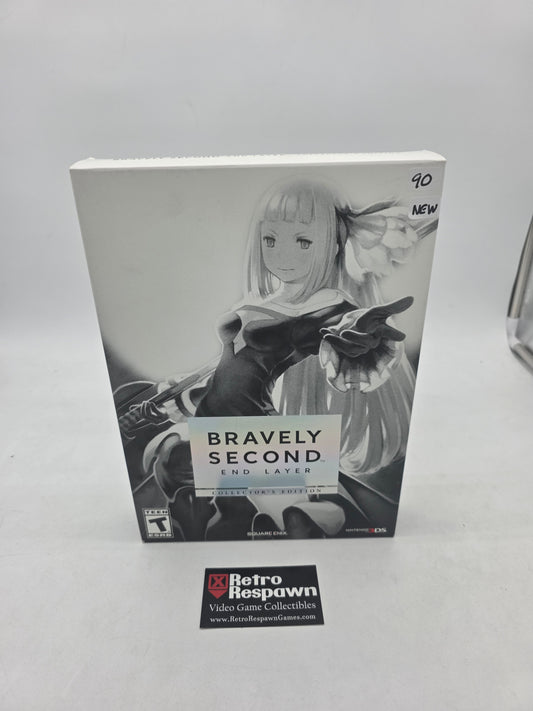 90
NEW
BRAVELY
SECOND™
END LAYER
COLLECTOR'S EDITION
TEEN
T
ESRB
SQUARE ENIX
NINTENDO 3DS
Retro
Respawn
Video Game Collectibles
www.RetroRespawnGames.com